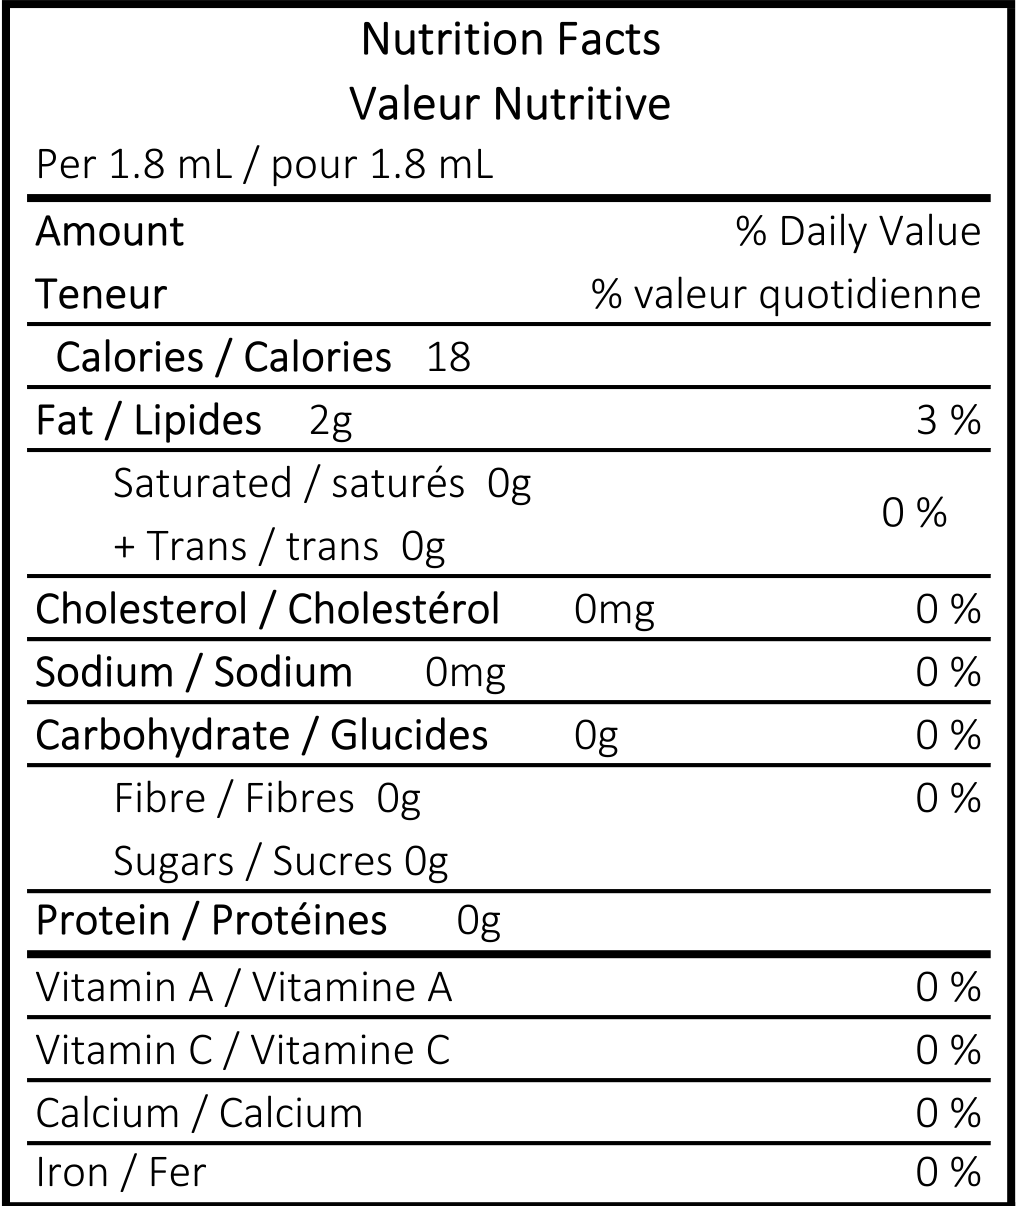 Nutrition Facts
Valeur Nutritive
Per 1.8 mL / pour 1.8 mL
Amount % Daily Value
Teneur % valeur quotidienne
Calories / Calories 18
Fat / Lipides 2g 3 %
Saturated / saturés 0g
0 %
+ Trans / trans 0g
Cholesterol / Cholestérol 0mg 0 %
Sodium / Sodium 0mg 0 %
Carbohydrate / Glucides 0g 0 %
Fibre / Fibres 0g 0 %
Sugars / Sucres 0g
Protein / Protéines 0g
Vitamin A / Vitamine A 0 %
Vitamin C / Vitamine C 0 %
Calcium / Calcium 0 %
Iron / Fer 0 %